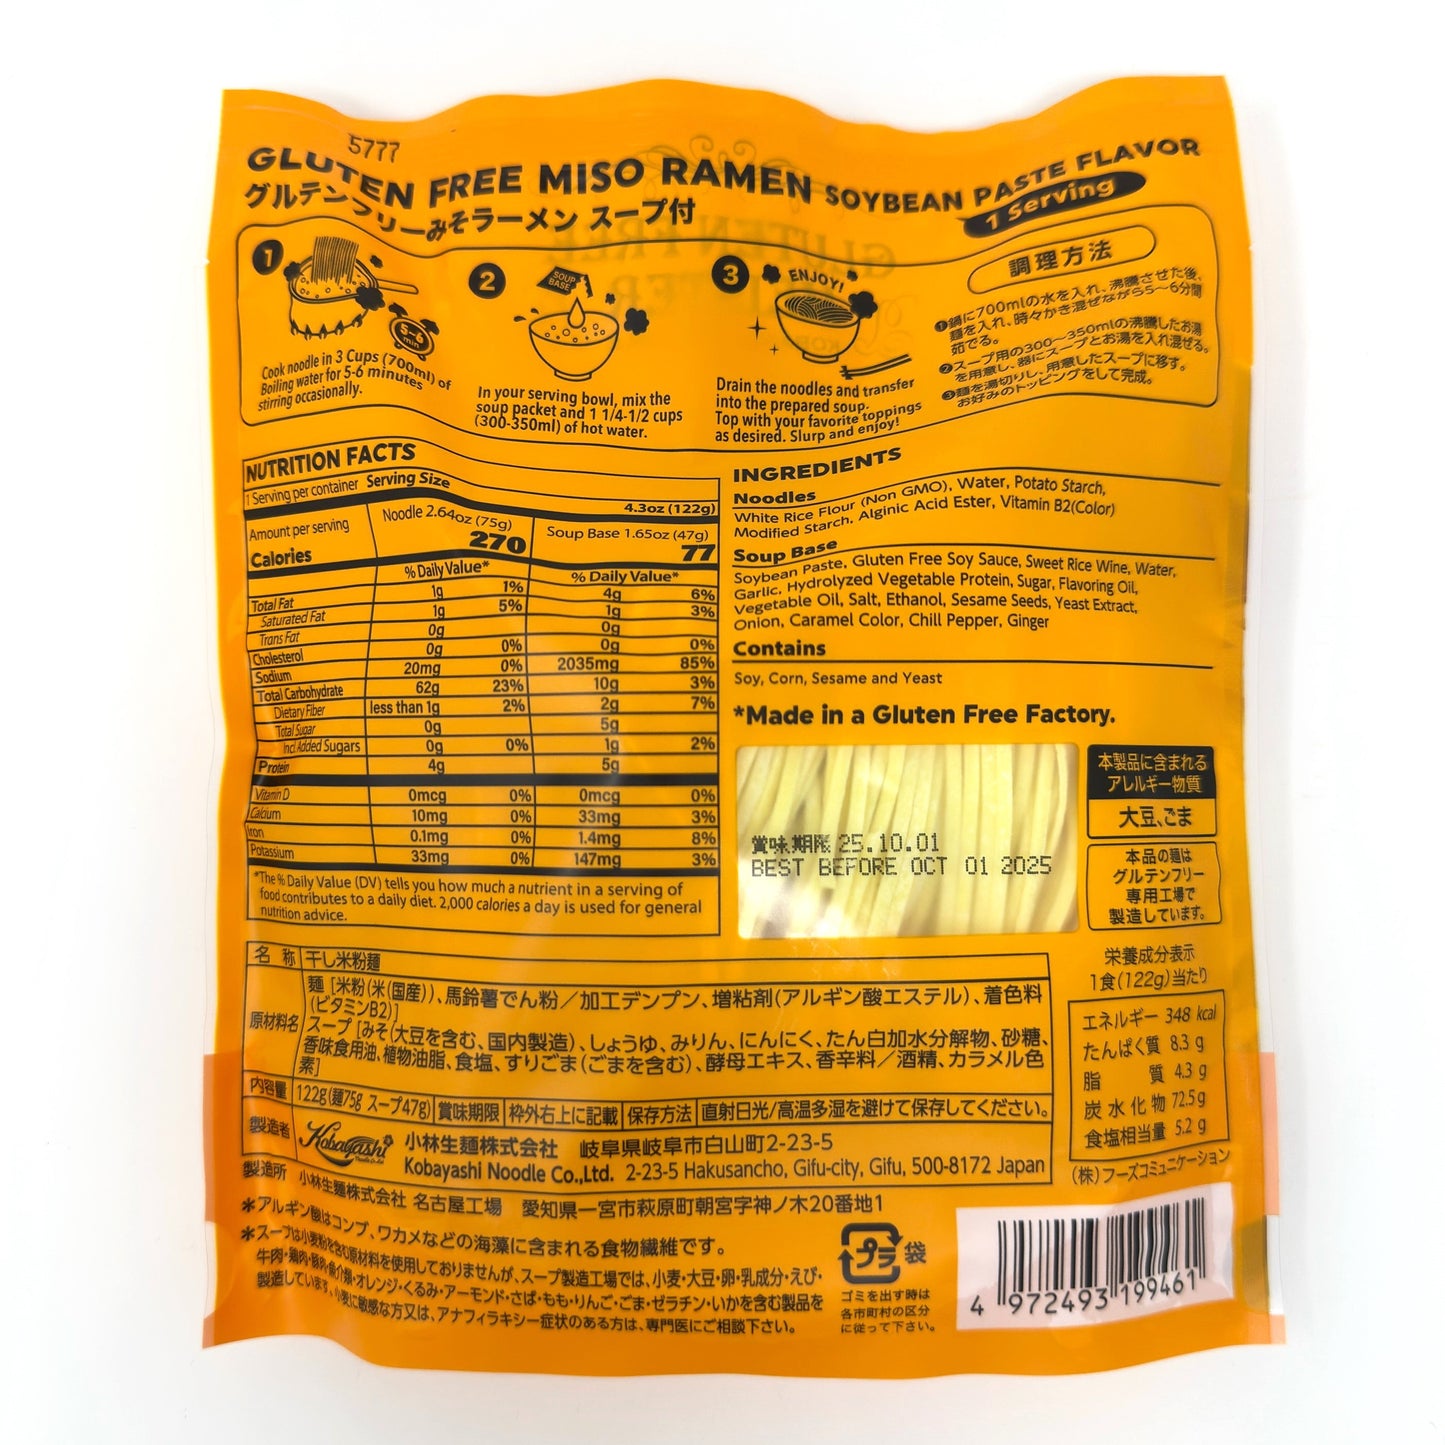 5777
GLUTEN FREE MISO RAMEN SOYBEAN PASTE FLAVOR
グルテンフリーみそラーメン スープ付
1 Serving
1
5-6
min
Cook noodle in 3 Cups (700ml) of
Boiling water for 5-6 minutes
stirring occasionally.
2
SOUP
BASE
In your serving bowl, mix the
soup packet and 1 1/4-1/2 cups
(300-350ml) of hot water.
3
ENJOY!
Drain the noodles and transfer
into the prepared soup.
Top with your favorite toppings
as desired. Slurp and enjoy!
調理方法
❶鍋に700mlの水を入れ、沸騰させた後、
麺を入れ、時々かき混ぜながら5〜6分間
茹でる。
❷スープ用の300〜350mlの沸騰したお湯
を用意し、器にスープとお湯を入れ混ぜる。
❸麺を湯切りし、用意したスープに移す。
お好みのトッピングをして完成。
NUTRITION FACTS
1 Serving per container Serving Size
4.3oz (122g)
Amount per serving Noodle 2.64oz (75g) Soup Base 1.65oz (47g)
Calories 270 77
% Daily Value* % Daily Value*
Total Fat 1g 1% 4g 6%
Saturated Fat 1g 5% 1g 3%
Trans Fat 0g 0g
Cholesterol 0g 0% 0g 0%
Sodium 20mg 0% 2035mg 85%
Total Carbohydrate 62g 23% 10g 3%
Dietary Fiber less than 1g 2% 2g 7%
Total Sugar 0g 5g
Incl.Added Sugars 0g 0% 1g 2%
Protein 4g 5g
Vitamin D 0mcg 0% 0mcg 0%
Calcium 10mg 0% 33mg 3%
Iron 0.1mg 0% 1.4mg 8%
Potassium 33mg 0% 147mg 3%
*The % Daily Value (DV) tells you how much a nutrient in a serving of
food contributes to a daily diet. 2,000 calories a day is used for general
nutrition advice.
INGREDIENTS
Noodles
White Rice Flour (Non GMO), Water, Potato Starch,
Modified Starch, Alginic Acid Ester, Vitamin B2(Color)
Soup Base
Soybean Paste, Gluten Free Soy Sauce, Sweet Rice Wine, Water,
Garlic, Hydrolyzed Vegetable Protein, Sugar, Flavoring Oil,
Vegetable Oil, Salt, Ethanol, Sesame Seeds, Yeast Extract,
Onion, Caramel Color, Chill Pepper, Ginger
Contains
Soy, Corn, Sesame and Yeast
*Made in a Gluten Free Factory.
賞味期限 25.10.01
BEST BEFORE OCT 01 2025
本製品に含まれる
アレルギー物質
大豆、ごま
本品の麺は
グルテンフリー
専用工場で
製造しています。
名 称 干し米粉麺
原材料名 麺 [米粉(米(国産))、馬鈴薯でん粉／加工デンプン、増粘剤(アルギン酸エステル)、着色料
(ビタミンB2)]
スープ [みそ(大豆を含む、国内製造)、しょうゆ、みりん、にんにく、たん白加水分解物、砂糖、
香味食用油、植物油脂、食塩、すりごま(ごまを含む)、酵母エキス、香辛料／酒精、カラメル色
素]
内容量 122g(麺75g スープ47g) 賞味期限 枠外右上に記載 保存方法 直射日光/高温多湿を避けて保存してください。
製造者 Kobayashi 小林生麺株式会社 岐阜県岐阜市白山町2-23-5
Kobayashi Noodle Co.,Ltd. 2-23-5 Hakusancho, Gifu-city, Gifu, 500-8172 Japan
製造所 小林生麺株式会社 名古屋工場 愛知県一宮市萩原町朝宮字神ノ木20番地1
＊アルギン酸はコンブ、ワカメなどの海藻に含まれる食物繊維です。
＊スープは小麦粉を含む原材料を使用しておりませんが、スープ製造工場では、小麦・大豆・卵・乳成分・えび・
牛肉・鶏肉・豚肉・魚介類・オレンジ・くるみ・アーモンド・さば・もも・りんご・ごま・ゼラチン・いかを含む製品を
製造しています。小麦に敏感な方又は、アナフィラキシー症状のある方は、専門医にご相談下さい。
栄養成分表示
1食(122g)当たり
エネルギー 348 kcal
たんぱく質 8.3 g
脂 質 4.3 g
炭水化物 72.5g
食塩相当量 5.2 g
(株)フーズコミュニケーション
プラ 袋
ゴミを出す時は
各市町村の区分
に従って下さい。
4 972493 199461